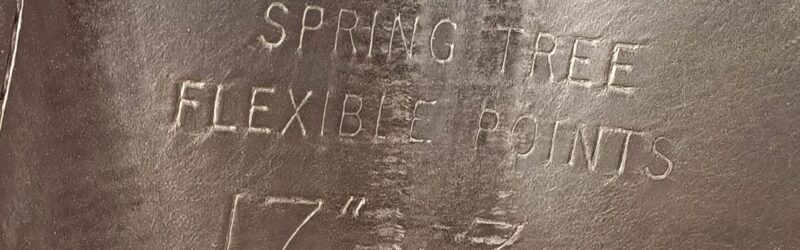 SPRING TREE
FLEXIBLE POINTS
17"